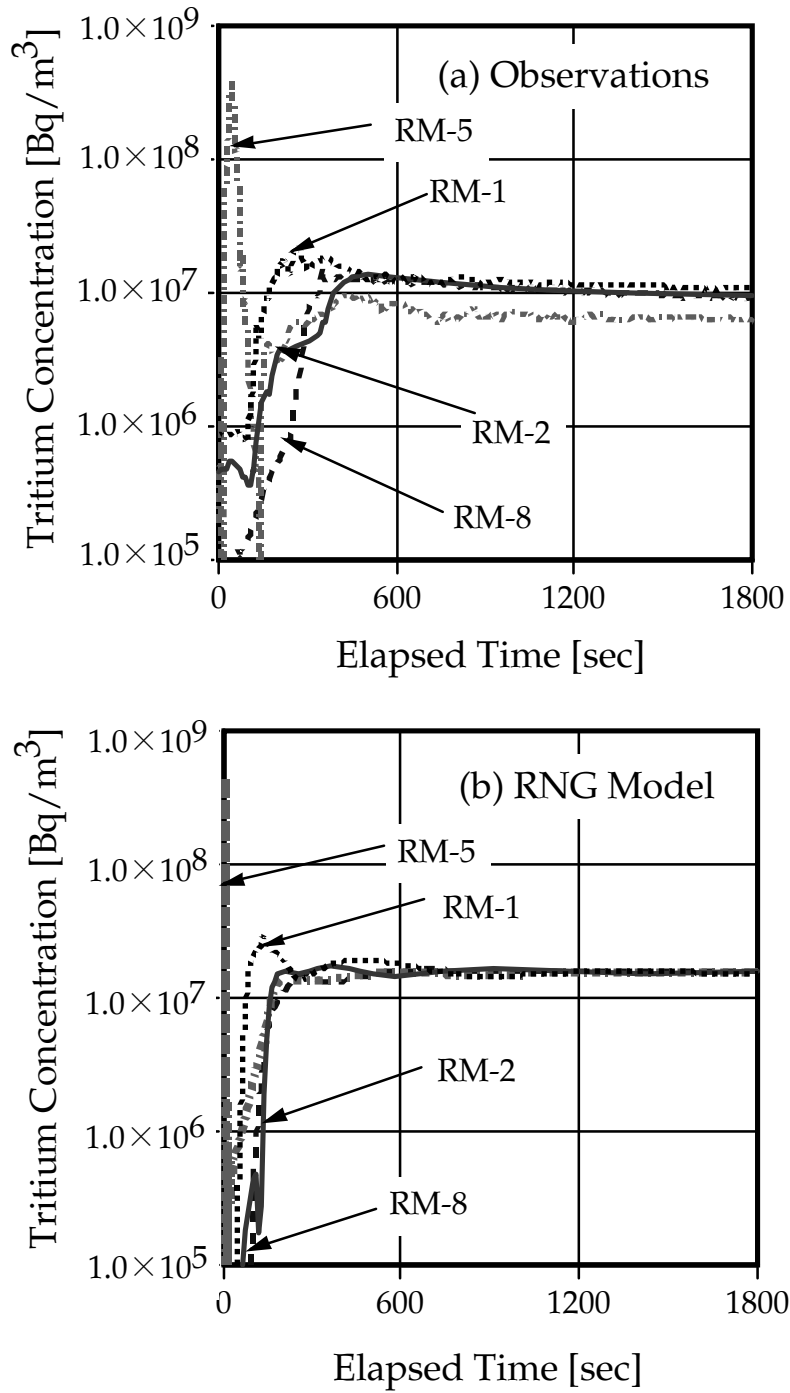 1.0×10⁹
(a) Observations
RM-5
1.0×10⁸
RM-1
1.0×10⁷
RM-2
1.0×10⁶
RM-8
1.0×10⁵
Tritium Concentration [Bq/m³]
0 600 1200 1800
Elapsed Time [sec]
1.0×10⁹
(b) RNG Model
RM-5
1.0×10⁸
RM-1
1.0×10⁷
RM-2
1.0×10⁶
RM-8
1.0×10⁵
Tritium Concentration [Bq/m³]
0 600 1200 1800
Elapsed Time [sec]